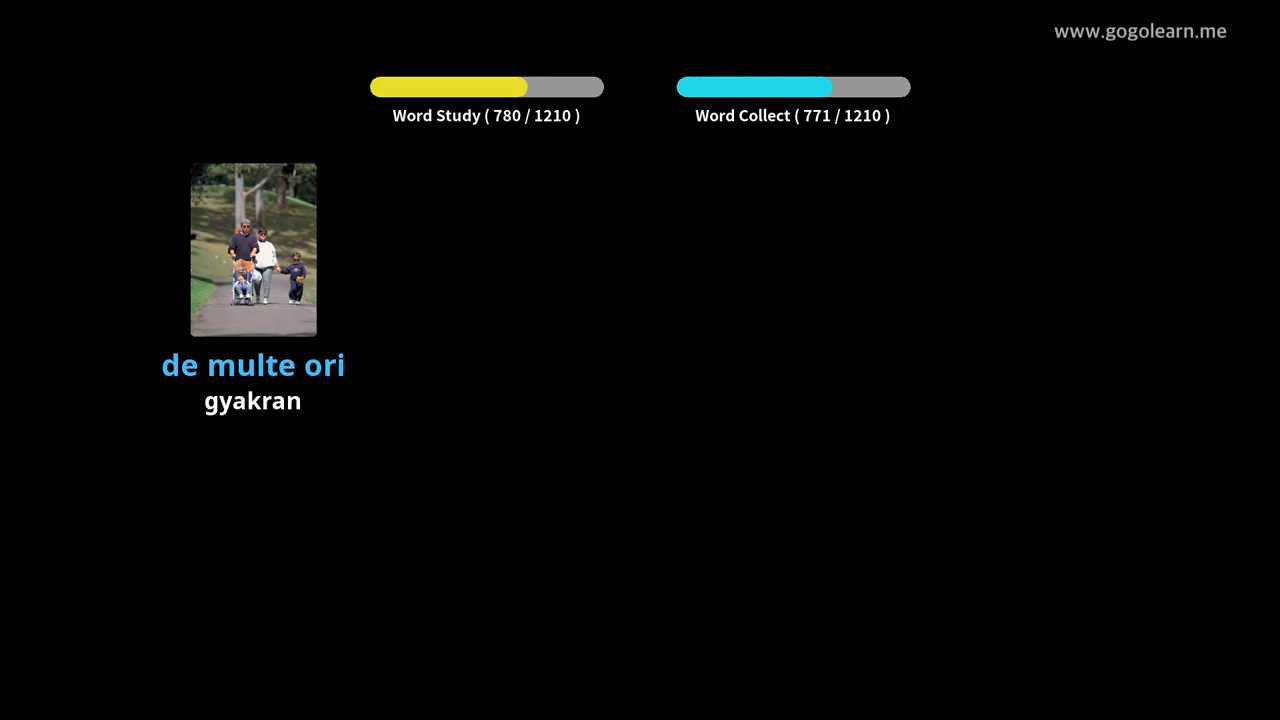 www.gogolearn.me
Word Study ( 780 / 1210 )
Word Collect ( 771 / 1210 )
de multe ori
gyakran